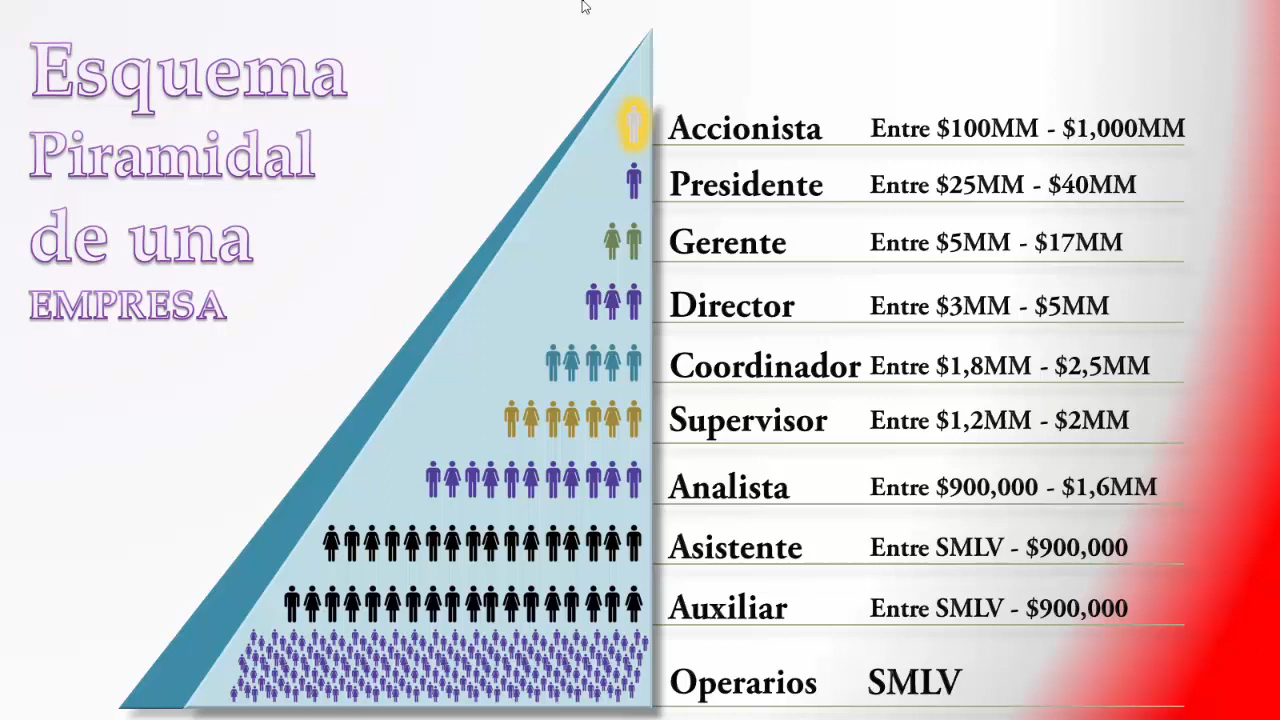 Esquema
Piramidal
de una
EMPRESA
Accionista Entre $100MM - $1,000MM
Presidente Entre $25MM - $40MM
Gerente Entre $5MM - $17MM
Director Entre $3MM - $5MM
Coordinador Entre $1,8MM - $2,5MM
Supervisor Entre $1,2MM - $2MM
Analista Entre $900,000 - $1,6MM
Asistente Entre SMLV - $900,000
Auxiliar Entre SMLV - $900,000
Operarios SMLV